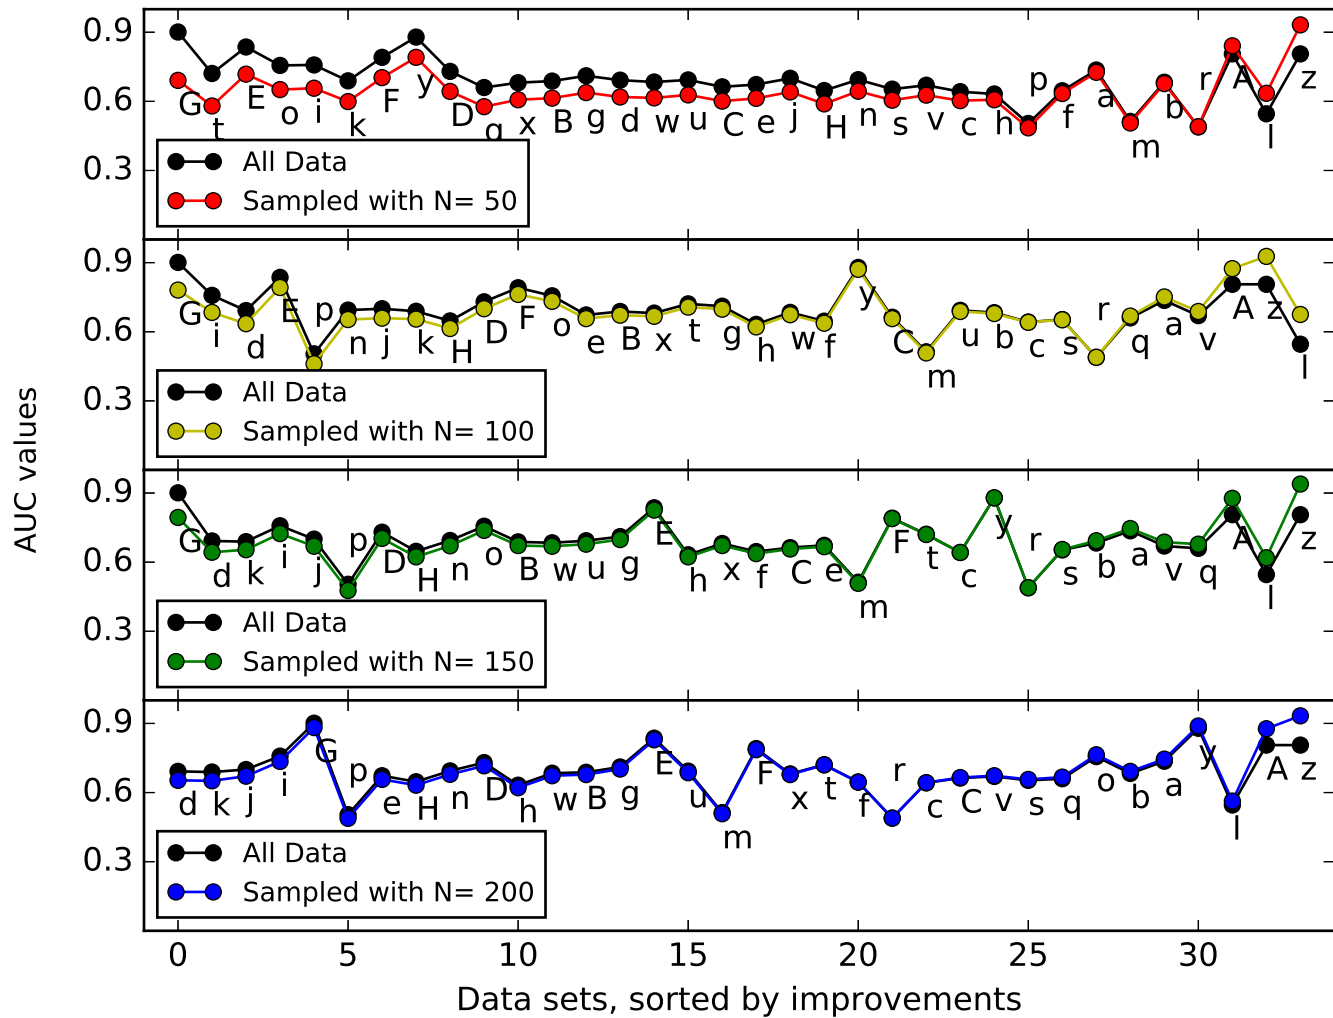 0.9
0.6
0.3
G t E o i k F y D q x B g d w u C e j H n s v c h p f a m b r A l z
All Data
Sampled with N= 50
0.9
0.6
0.3
G i d E p n j k H D F o e B x t g h w f y C m u b c s r q a v A z l
All Data
Sampled with N= 100
AUC values
0.9
0.6
0.3
G d k i j p D H n o B w u g E h x f C e m F t c y r s b a v q A l z
All Data
Sampled with N= 150
0.9
0.6
0.3
d k j i G p e H n D h w B g E u m F x t f r c C v s q o b a y l A z
All Data
Sampled with N= 200
0 5 10 15 20 25 30
Data sets, sorted by improvements